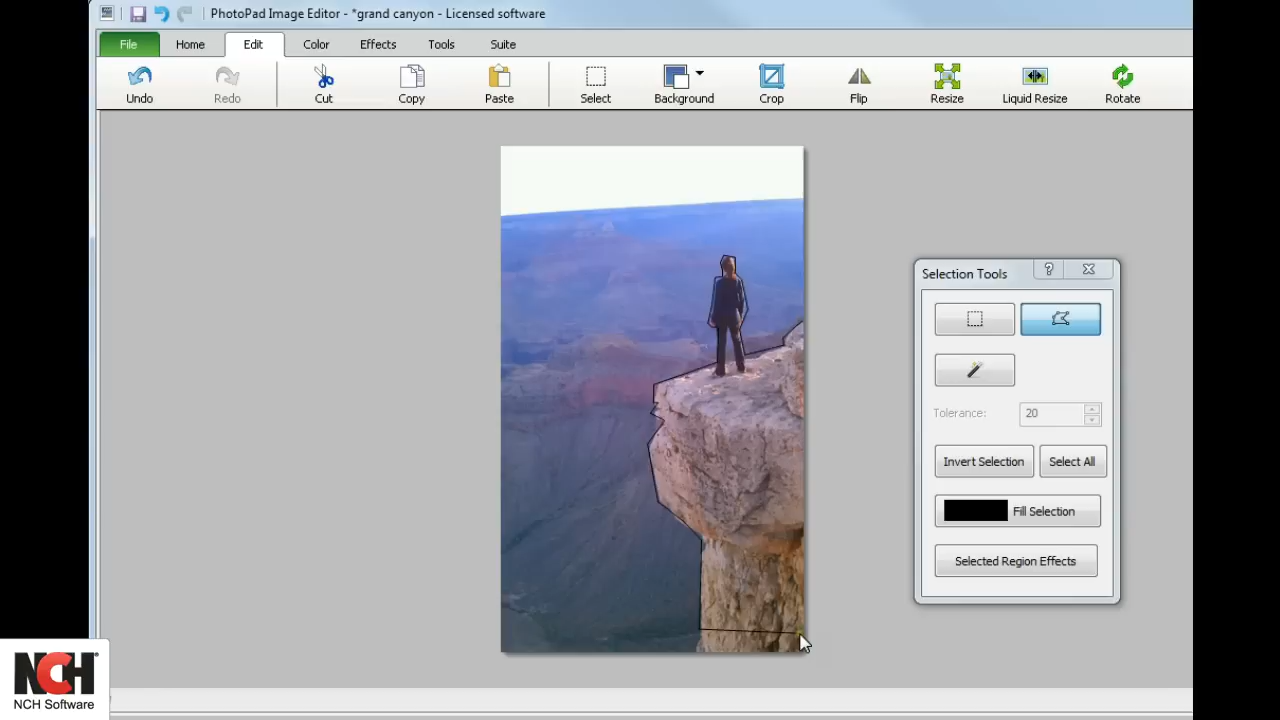 PhotoPad Image Editor - *grand canyon - Licensed software
File Home Edit Color Effects Tools Suite
Undo Redo Cut Copy Paste Select Background Crop Flip Resize Liquid Resize Rotate
Selection Tools ?
Tolerance: 20
Invert Selection Select All
Fill Selection
Selected Region Effects
NCH
NCH Software